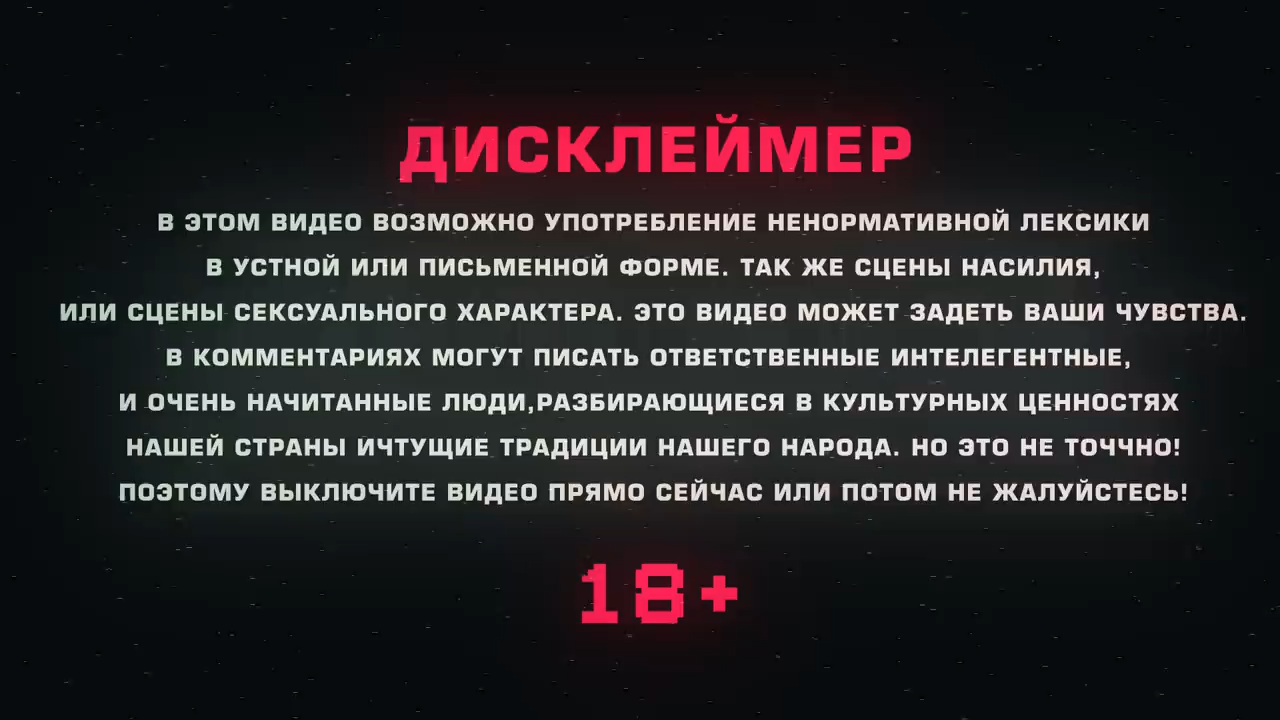 ДИСКЛЕЙМЕР
В ЭТОМ ВИДЕО ВОЗМОЖНО УПОТРЕБЛЕНИЕ НЕНОРМАТИВНОЙ ЛЕКСИКИ
В УСТНОЙ ИЛИ ПИСЬМЕННОЙ ФОРМЕ. ТАК ЖЕ СЦЕНЫ НАСИЛИЯ,
ИЛИ СЦЕНЫ СЕКСУАЛЬНОГО ХАРАКТЕРА. ЭТО ВИДЕО МОЖЕТ ЗАДЕТЬ ВАШИ ЧУВСТВА.
В КОММЕНТАРИЯХ МОГУТ ПИСАТЬ ОТВЕТСТВЕННЫЕ ИНТЕЛЕГЕНТНЫЕ,
И ОЧЕНЬ НАЧИТАННЫЕ ЛЮДИ,РАЗБИРАЮЩИЕСЯ В КУЛЬТУРНЫХ ЦЕННОСТЯХ
НАШЕЙ СТРАНЫ ИЧТУЩИЕ ТРАДИЦИИ НАШЕГО НАРОДА. НО ЭТО НЕ ТОЧЧНО!
ПОЭТОМУ ВЫКЛЮЧИТЕ ВИДЕО ПРЯМО СЕЙЧАС ИЛИ ПОТОМ НЕ ЖАЛУЙСТЕСЬ!
18+